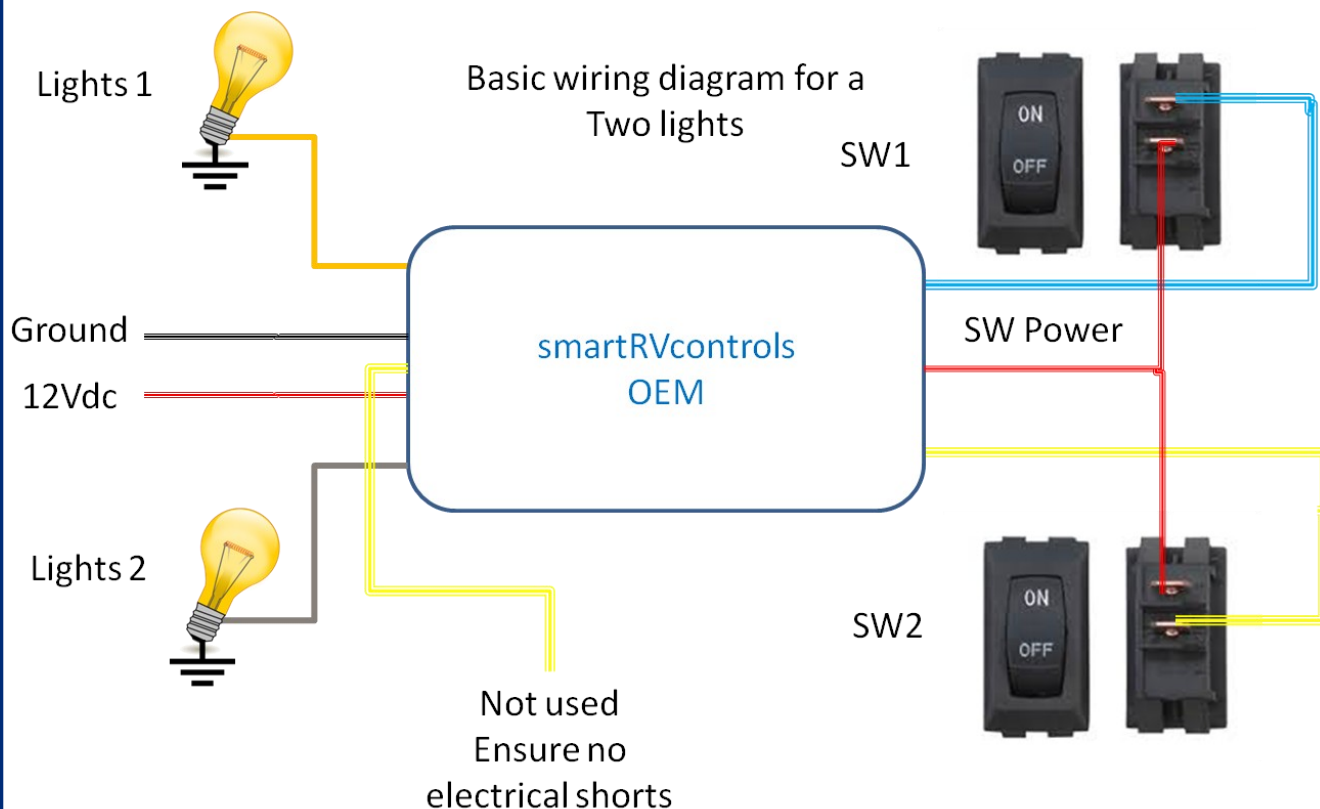 Lights 1
Basic wiring diagram for a
Two lights
SW1
ON
OFF
Ground
12Vdc
smartRVcontrols
OEM
SW Power
Lights 2
SW2
ON
OFF
Not used
Ensure no
electrical shorts